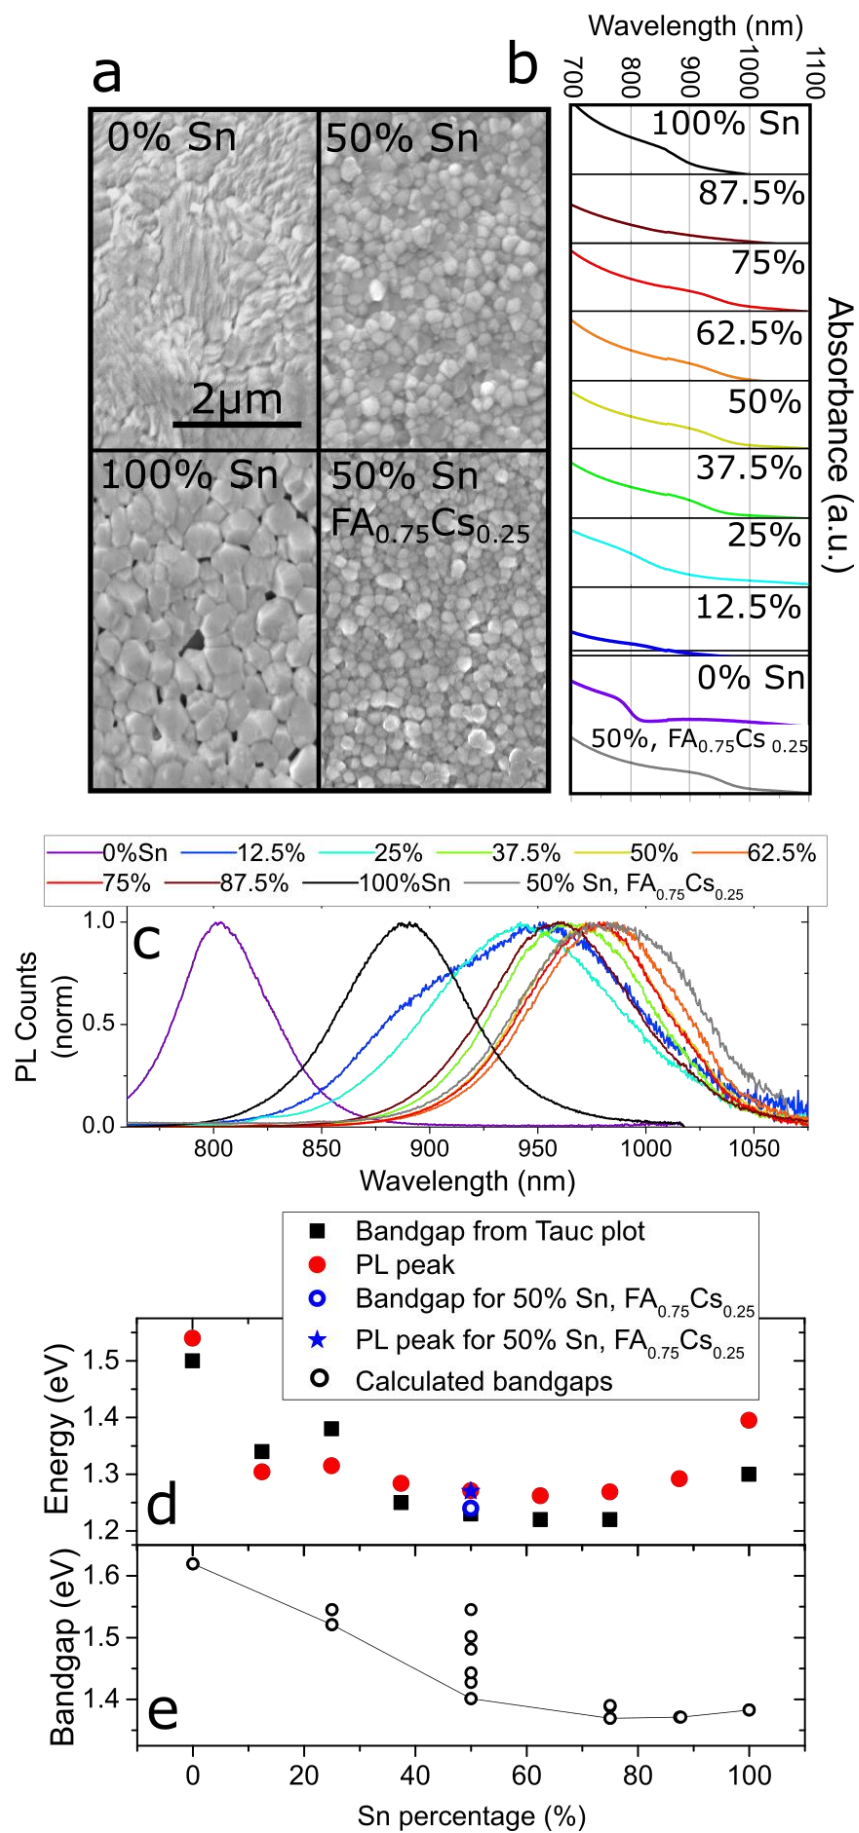 a
0% Sn
50% Sn
2μm
100% Sn
50% Sn
FA0.75Cs0.25
b
Wavelength (nm)
700
800
900
1000
1100
100% Sn
87.5%
75%
62.5%
50%
37.5%
25%
12.5%
0% Sn
50%, FA0.75Cs 0.25
Absorbance (a.u.)
0%Sn 12.5% 25% 37.5% 50% 62.5%
75% 87.5% 100%Sn 50% Sn, FA0.75Cs0.25
c
1.0
0.5
0.0
PL Counts
(norm)
800 850 900 950 1000 1050
Wavelength (nm)
Bandgap from Tauc plot
PL peak
Bandgap for 50% Sn, FA0.75Cs0.25
PL peak for 50% Sn, FA0.75Cs0.25
Calculated bandgaps
1.5
1.4
1.3
1.2
Energy (eV)
d
1.6
1.5
1.4
Bandgap (eV)
e
0 20 40 60 80 100
Sn percentage (%)